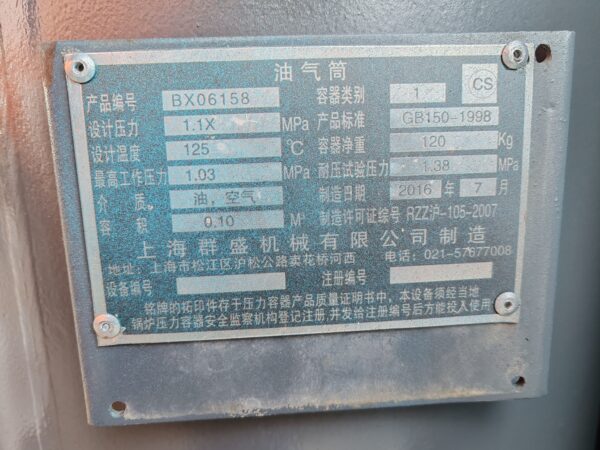 油气筒
CS
产品编号 BX06158 容器类别 1
设计压力 1.1X MPa 产品标准 GB150-1998
设计温度 125 ℃ 容器净重 120 Kg
最高工作压力 1.03 MPa 耐压试验压力 1.38 MPa
介质 油,空气 制造日期 2016 年 7 月
容积 0.10 M³ 制造许可证编号 RZZ沪-105-2007
上海群盛机械有限公司制造
地址:上海市松江区沪松公路卖花桥河西 电话:021-57677008
设备编号 注册编号
铭牌的拓印件存于压力容器产品质量证明书中,本设备须经当地
锅炉压力容器安全监察机构登记注册,并发给注册编号后方能投入使用